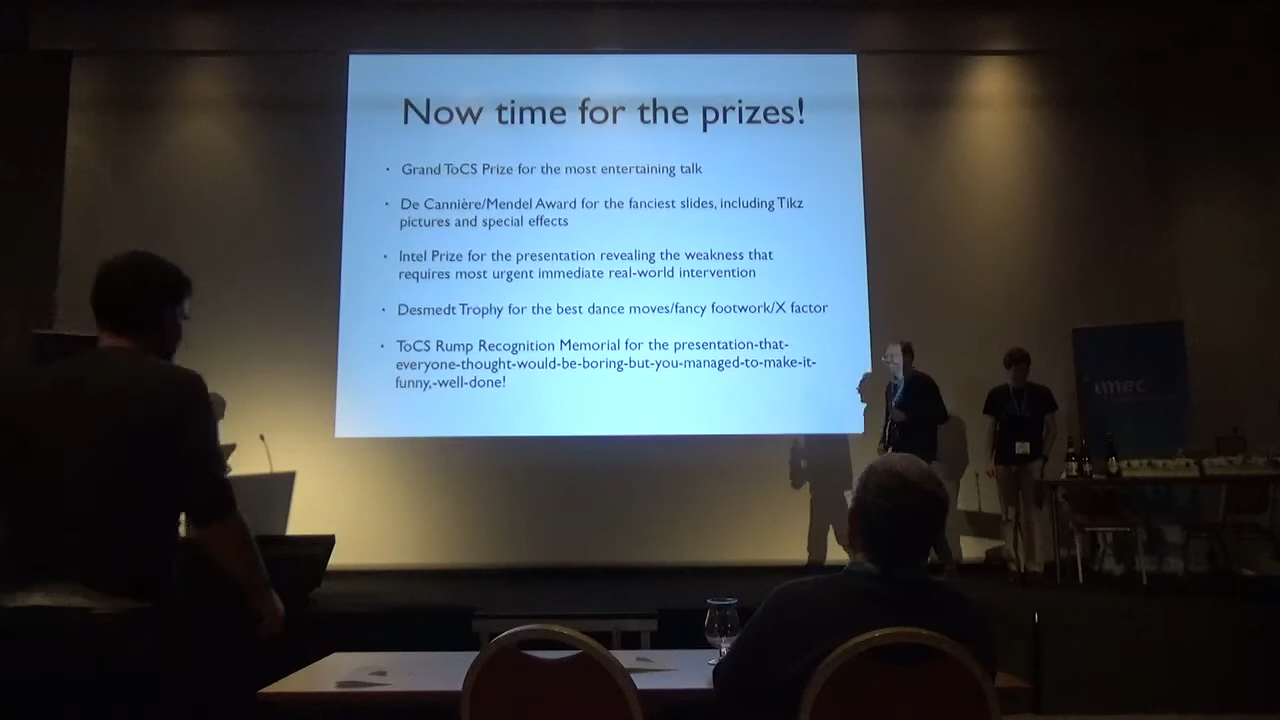 Now time for the prizes!
• Grand ToCS Prize for the most entertaining talk
• De Cannière/Mendel Award for the fanciest slides, including Tikz
pictures and special effects
• Intel Prize for the presentation revealing the weakness that
requires most urgent immediate real-world intervention
• Desmedt Trophy for the best dance moves/fancy footwork/X factor
• ToCS Rump Recognition Memorial for the presentation-that-
everyone-thought-would-be-boring-but-you-managed-to-make-it-
funny,-well-done!
imec